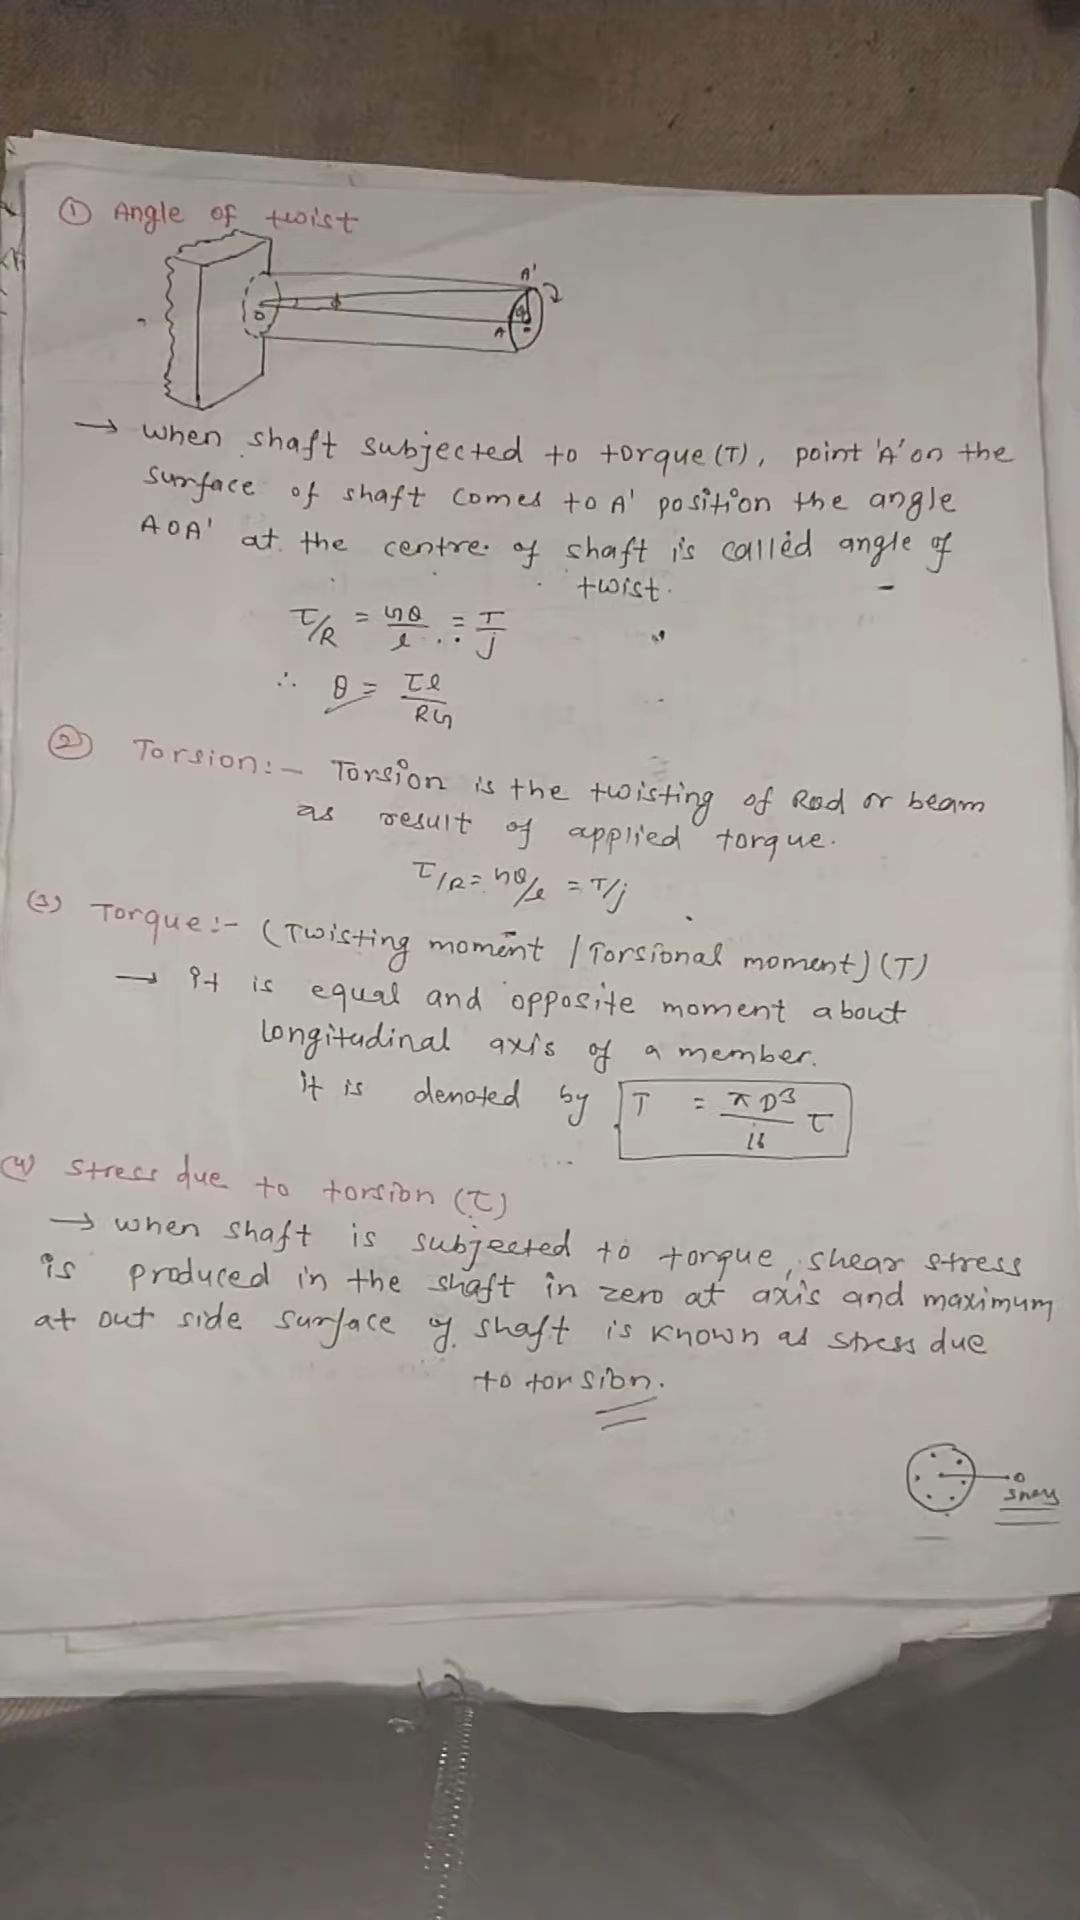 ① Angle of twist
A'
ϕ
O
θ
A
→ when shaft subjected to torque (T), point 'A' on the
surface of shaft comes to A' position the angle
AOA' at the centre of shaft is called angle of
twist.
τ/R = Gθ/l = T/J
∴ θ = τl/RG
② Torsion:- Torsion is the twisting of Rod or beam
as result of applied torque.
τ/R = Gθ/l = T/J
(3) Torque:- (Twisting moment / Torsional moment) (T)
→ it is equal and opposite moment about
longitudinal axis of a member.
it is denoted by T = πD³/16 τ
(4) Stress due to torsion (τ)
→ when shaft is subjected to torque, shear stress
is produced in the shaft in zero at axis and maximum
at out side surface of shaft is known as stress due
to torsion.